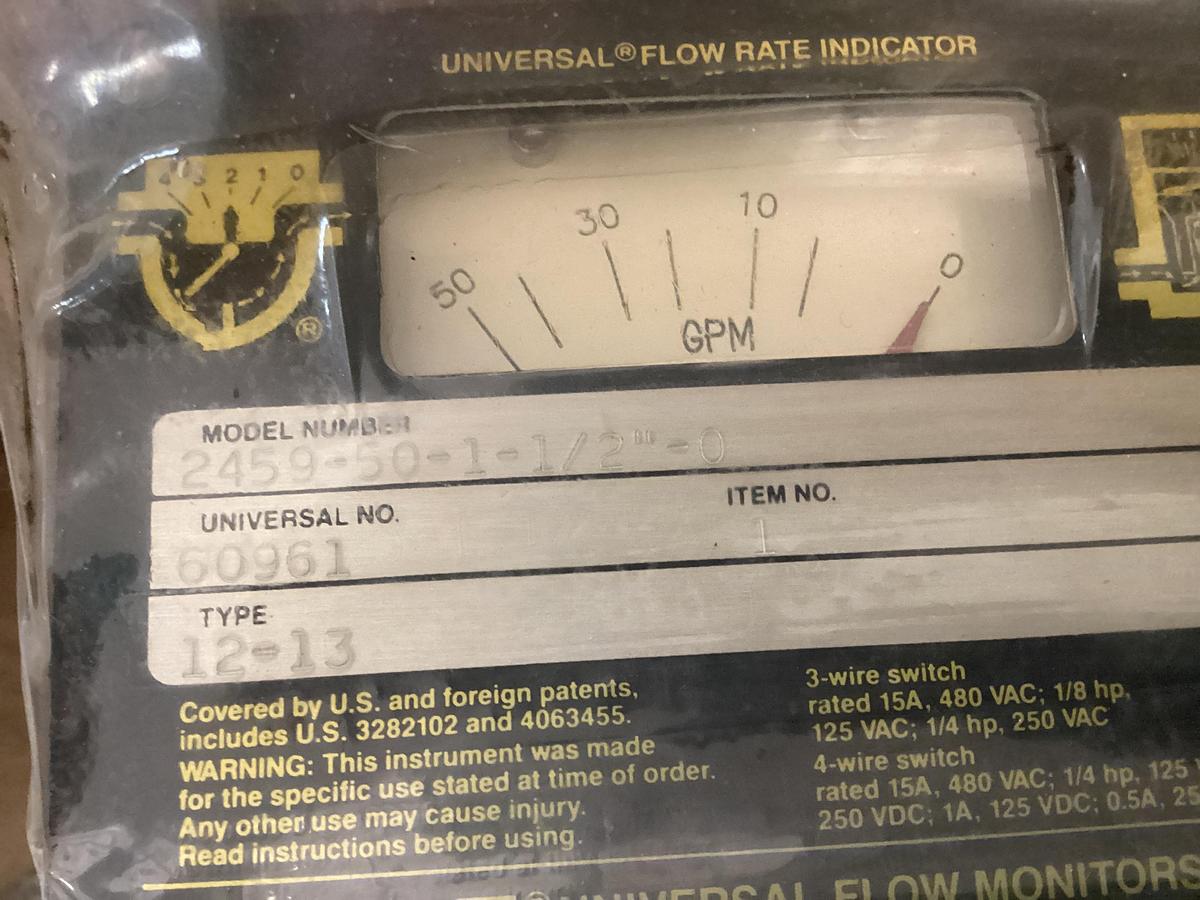 UNIVERSAL® FLOW RATE INDICATOR
4 3 2 1 0
®
50 30 10 0
GPM
MODEL NUMBER
2459-50-1-1/2"-0
UNIVERSAL NO. ITEM NO.
60961 1
TYPE
12-13
Covered by U.S. and foreign patents,
includes U.S. 3282102 and 4063455.
WARNING: This instrument was made
for the specific use stated at time of order.
Any other use may cause injury.
Read instructions before using.
3-wire switch
rated 15A, 480 VAC; 1/8 hp,
125 VAC; 1/4 hp, 250 VAC
4-wire switch
rated 15A, 480 VAC; 1/4 hp, 125
250 VDC; 1A, 125 VDC; 0.5A,
UNIVERSAL FLOW MONITORS